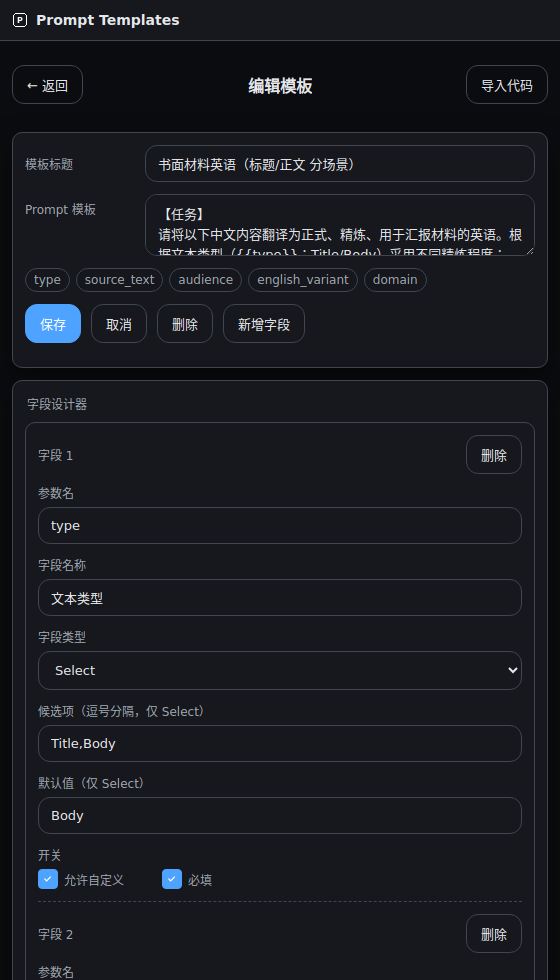 P Prompt Templates
← 返回
编辑模板
导入代码
模板标题
书面材料英语（标题/正文 分场景）
Prompt 模板
【任务】
请将以下中文内容翻译为正式、精炼、用于汇报材料的英语。根
据文本类型（{{type}}：Title/Body）采用不同精炼程度：
type
source_text
audience
english_variant
domain
保存
取消
删除
新增字段
字段设计器
字段 1
删除
参数名
type
字段名称
文本类型
字段类型
Select
候选项（逗号分隔，仅 Select）
Title,Body
默认值（仅 Select）
Body
开关
允许自定义
必填
字段 2
删除
参数名